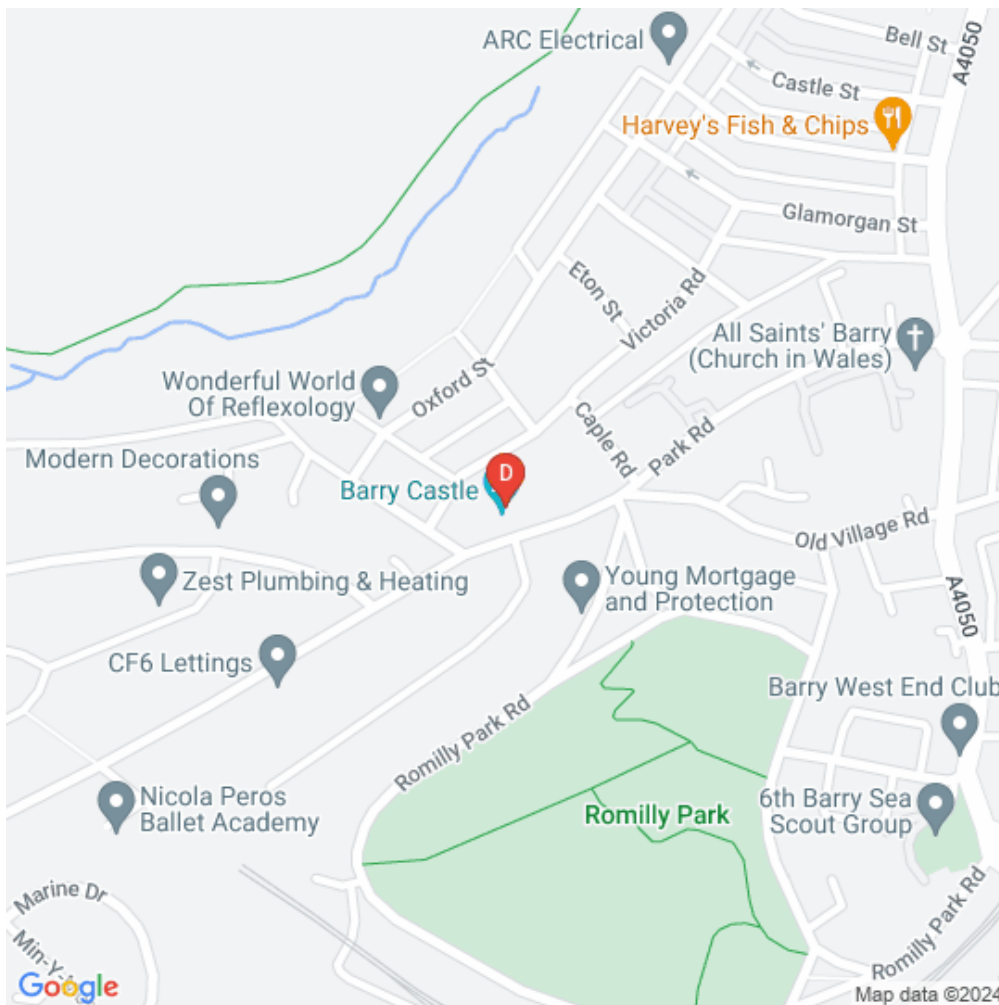 Bell St
A4050
ARC Electrical
Castle St
Harvey's Fish & Chips
Glamorgan St
Eton St
Victoria Rd
All Saints' Barry
(Church in Wales)
Wonderful World
Of Reflexology
Oxford St
Caple Rd
Park Rd
Modern Decorations
Barry Castle
D
Old Village Rd
Zest Plumbing & Heating
Young Mortgage
and Protection
A4050
CF6 Lettings
Barry West End Club
Romilly Park Rd
Nicola Peros
Ballet Academy
Romilly Park
6th Barry Sea
Scout Group
Marine Dr
Romilly Park Rd
Google
Map data ©2024